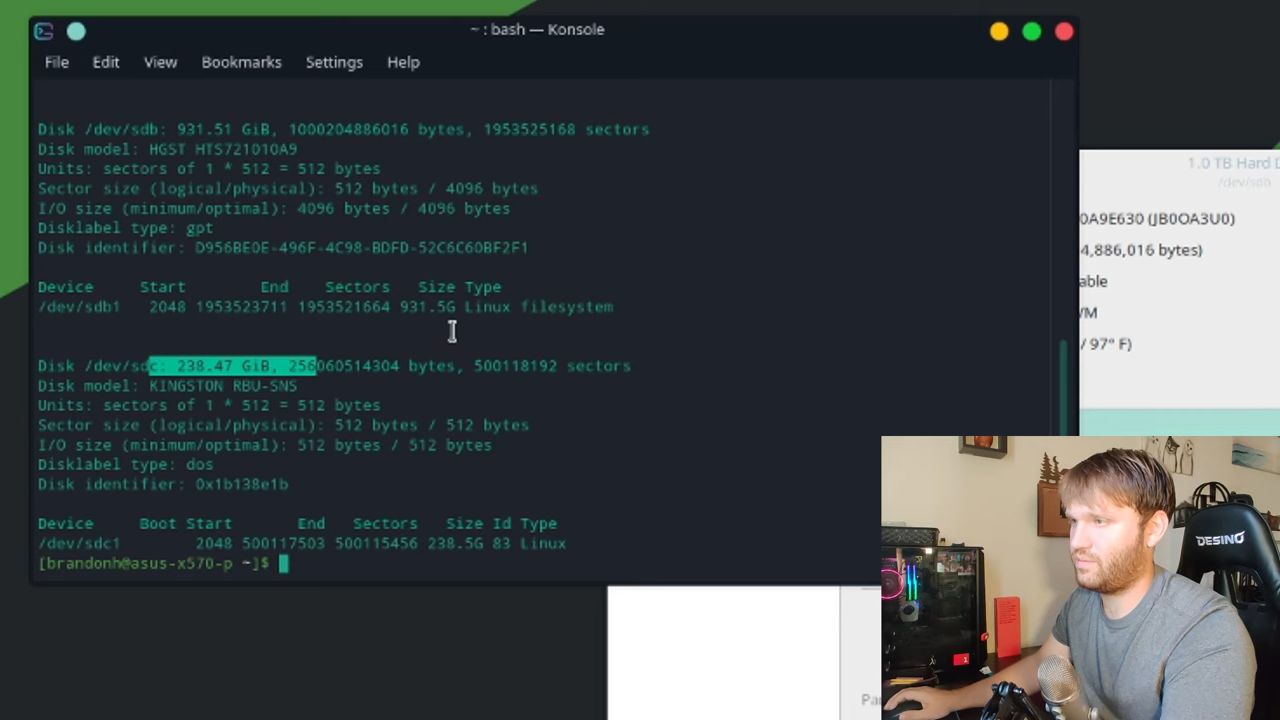 ~ : bash — Konsole
File Edit View Bookmarks Settings Help
Disk /dev/sdb: 931.51 GiB, 1000204886016 bytes, 1953525168 sectors
Disk model: HGST HTS721010A9
Units: sectors of 1 * 512 = 512 bytes
Sector size (logical/physical): 512 bytes / 4096 bytes
I/O size (minimum/optimal): 4096 bytes / 4096 bytes
Disklabel type: gpt
Disk identifier: D956BE0E-496F-4C98-BDFD-52C6C60BF2F1
Device Start End Sectors Size Type
/dev/sdb1 2048 1953523711 1953521664 931.5G Linux filesystem
Disk /dev/sdc: 238.47 GiB, 256060514304 bytes, 500118192 sectors
Disk model: KINGSTON RBU-SNS
Units: sectors of 1 * 512 = 512 bytes
Sector size (logical/physical): 512 bytes / 512 bytes
I/O size (minimum/optimal): 512 bytes / 512 bytes
Disklabel type: dos
Disk identifier: 0x1b138e1b
Device Boot Start End Sectors Size Id Type
/dev/sdc1 2048 500117503 500115456 238.5G 83 Linux
[brandonh@asus-x570-p ~]$
1.0 TB Hard D
/dev/sdb
0A9E630 (JB0OA3U0)
4,886,016 bytes)
able
/M
/ 97° F)
Pa
DESINO